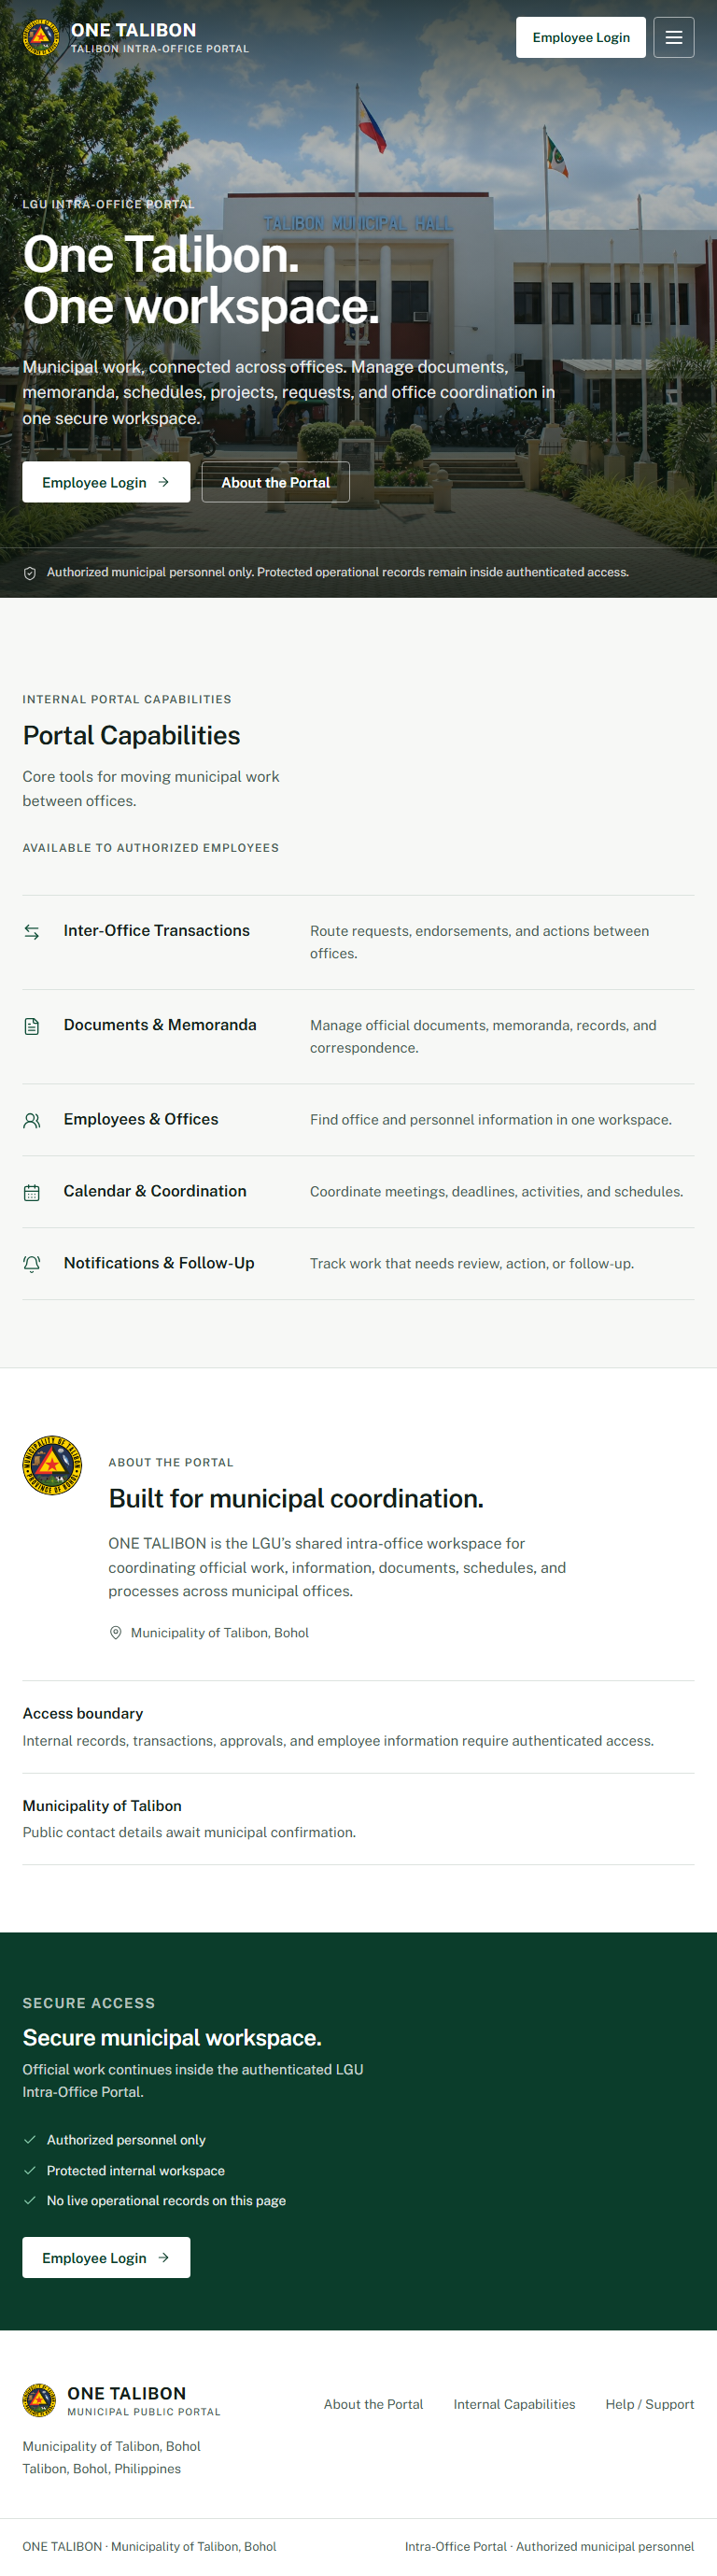 ONE TALIBON
TALIBON INTRA-OFFICE PORTAL
Employee Login
TALIBON MUNICIPAL HALL
LGU INTRA-OFFICE PORTAL
One Talibon.
One workspace.
Municipal work, connected across offices. Manage documents,
memoranda, schedules, projects, requests, and office coordination in
one secure workspace.
Employee Login
About the Portal
Authorized municipal personnel only. Protected operational records remain inside authenticated access.
INTERNAL PORTAL CAPABILITIES
Portal Capabilities
Core tools for moving municipal work
between offices.
AVAILABLE TO AUTHORIZED EMPLOYEES
Inter-Office Transactions
Route requests, endorsements, and actions between
offices.
Documents & Memoranda
Manage official documents, memoranda, records, and
correspondence.
Employees & Offices
Find office and personnel information in one workspace.
Calendar & Coordination
Coordinate meetings, deadlines, activities, and schedules.
Notifications & Follow-Up
Track work that needs review, action, or follow-up.
MUNICIPALITY OF TALIBON
PROVINCE OF BOHOL
ABOUT THE PORTAL
Built for municipal coordination.
ONE TALIBON is the LGU’s shared intra-office workspace for
coordinating official work, information, documents, schedules, and
processes across municipal offices.
Municipality of Talibon, Bohol
Access boundary
Internal records, transactions, approvals, and employee information require authenticated access.
Municipality of Talibon
Public contact details await municipal confirmation.
SECURE ACCESS
Secure municipal workspace.
Official work continues inside the authenticated LGU
Intra-Office Portal.
Authorized personnel only
Protected internal workspace
No live operational records on this page
Employee Login
ONE TALIBON
MUNICIPAL PUBLIC PORTAL
About the Portal
Internal Capabilities
Help / Support
Municipality of Talibon, Bohol
Talibon, Bohol, Philippines
ONE TALIBON · Municipality of Talibon, Bohol
Intra-Office Portal · Authorized municipal personnel